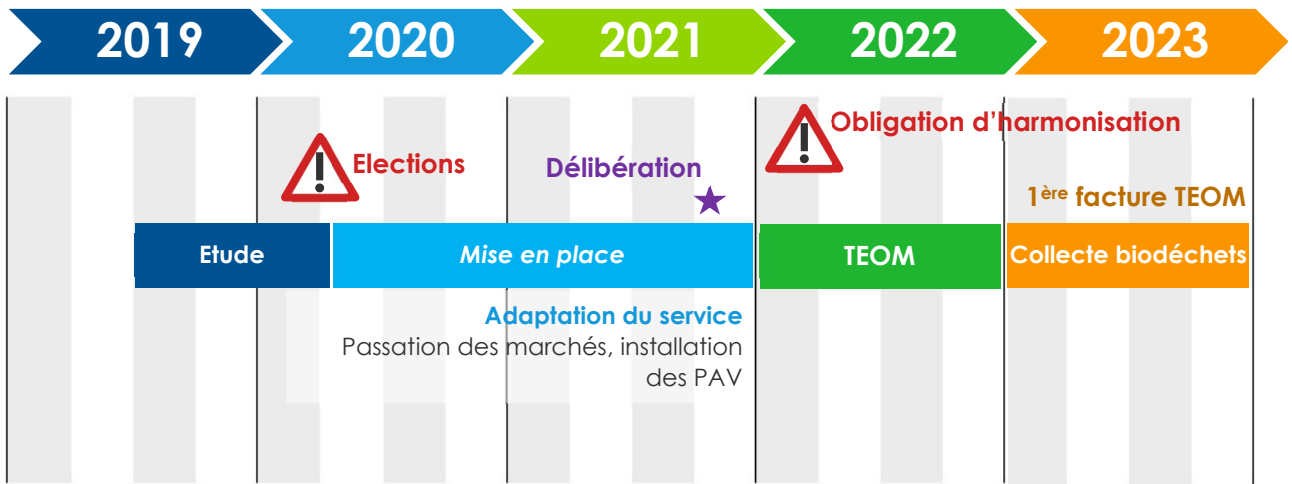 2019
2020
2021
2022
2023
Obligation d’harmonisation
Elections
Délibération
1ère facture TEOM
Etude
Mise en place
TEOM
Collecte biodéchets
Adaptation du service
Passation des marchés, installation
des PAV